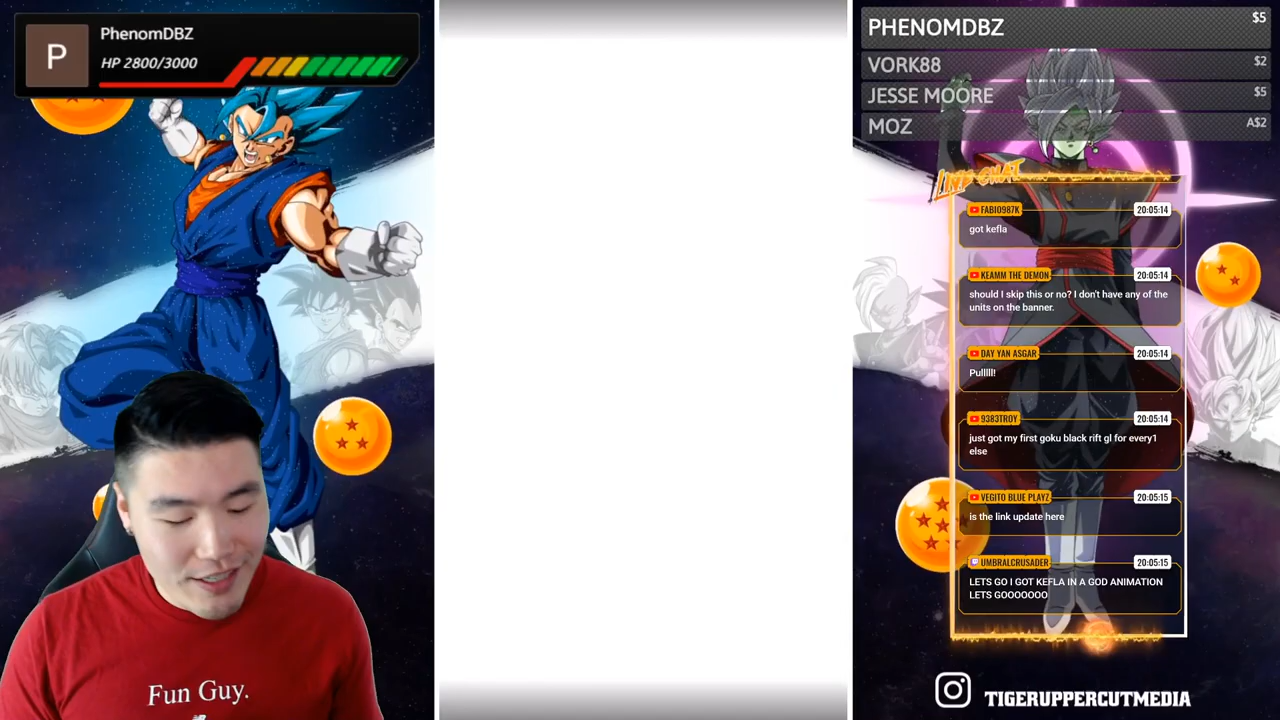 P
PhenomDBZ
HP 2800/3000
PHENOMDBZ $5
VORK88 $2
JESSE MOORE $5
MOZ A$2
LIVE CHAT
FABIO987K 20:05:14
got kefla
KEAMM THE DEMON 20:05:14
should I skip this or no? I don't have any of the
units on the banner.
DAY YAN ASGAR 20:05:14
Pulllll!
9383TROY 20:05:14
just got my first goku black rift gl for every1
else
VEGITO BLUE PLAYZ 20:05:15
is the link update here
UMBRALCRUSADER 20:05:15
LETS GO I GOT KEFLA IN A GOD ANIMATION
LETS GOOOOOOO
Fun Guy.
TIGERUPPERCUTMEDIA